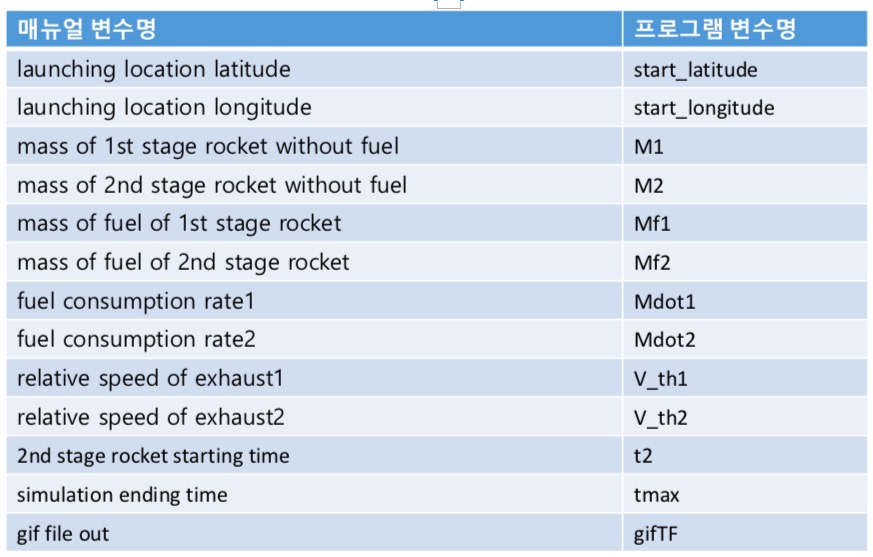 매뉴얼 변수명 프로그램 변수명
launching location latitude start_latitude
launching location longitude start_longitude
mass of 1st stage rocket without fuel M1
mass of 2nd stage rocket without fuel M2
mass of fuel of 1st stage rocket Mf1
mass of fuel of 2nd stage rocket Mf2
fuel consumption rate1 Mdot1
fuel consumption rate2 Mdot2
relative speed of exhaust1 V_th1
relative speed of exhaust2 V_th2
2nd stage rocket starting time t2
simulation ending time tmax
gif file out gifTF